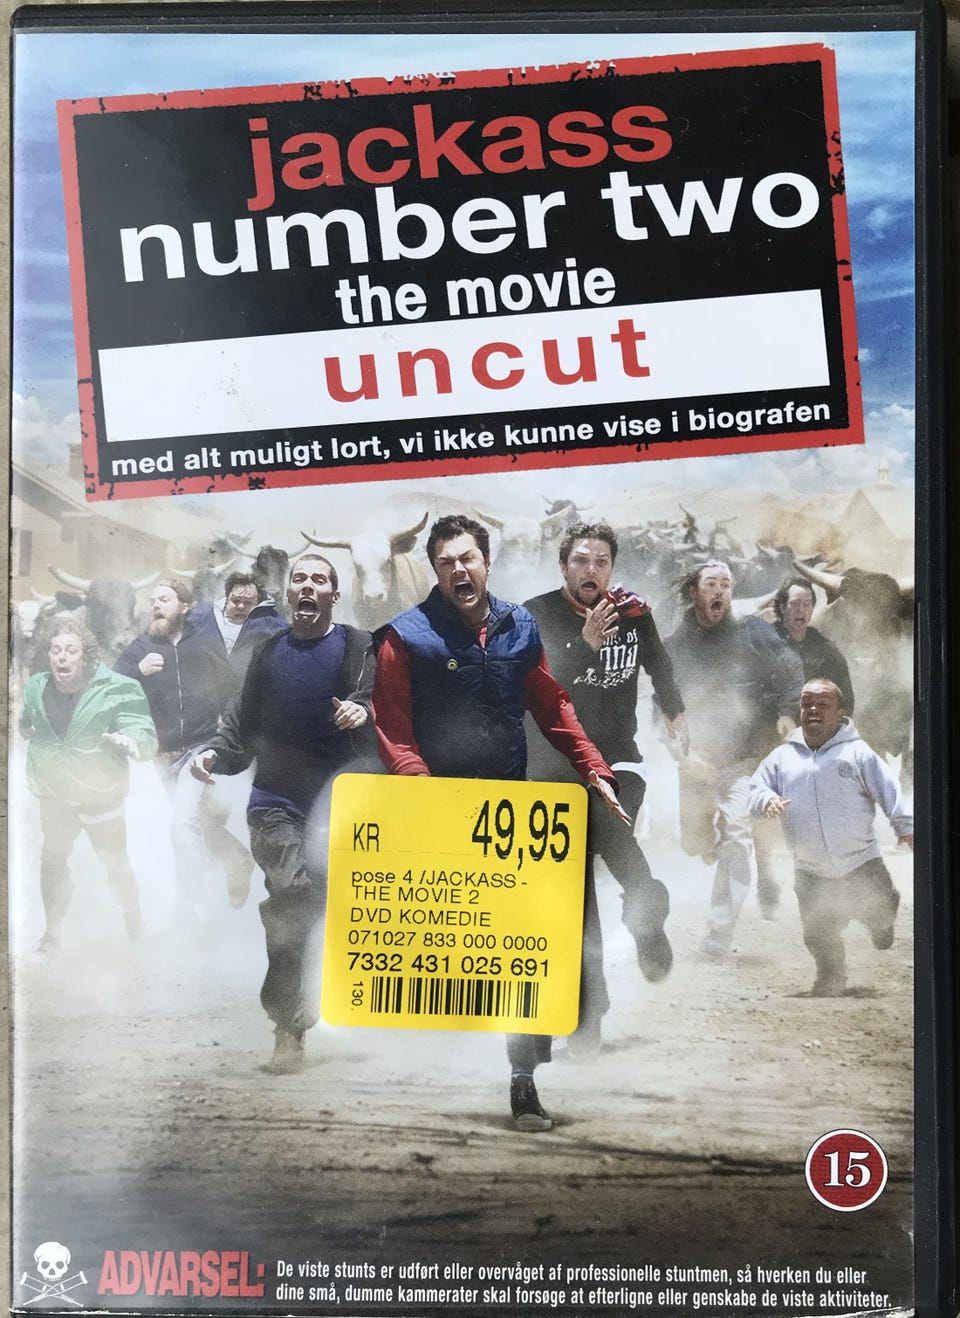 jackass
number two
the movie
uncut
med alt muligt lort, vi ikke kunne vise i biografen
KR 49,95
pose 4 /JACKASS -
THE MOVIE 2
DVD KOMEDIE
071027 833 000 0000
7332 431 025 691
130.
15
ADVARSEL: De viste stunts er udført eller overvåget af professionelle stuntmen, så hverken du eller
dine små, dumme kammerater skal forsøge at efterligne eller genskabe de viste aktiviteter.